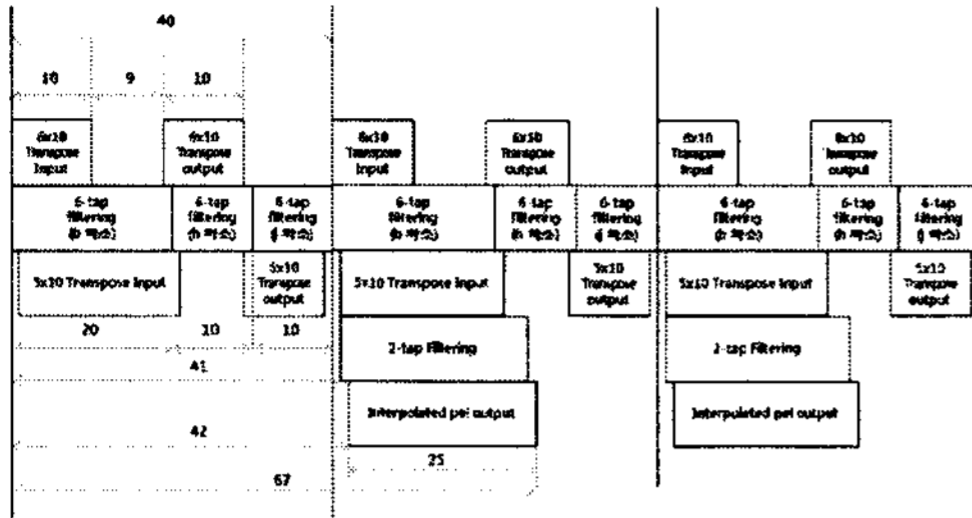 40
10 9 10
6x10 Transpose Input
6x10 Transpose output
6x10 Transpose Input
6x10 Transpose output
6x10 Transpose Input
6x10 Transpose output
6-tap filtering (b
6-tap filtering (h
6-tap filtering (j
6-tap filtering (b
6-tap filtering (h
6-tap filtering (j
6-tap filtering (b
6-tap filtering (h
6-tap filtering (j
5x10 Transpose Input
5x10 Transpose output
5x10 Transpose Input
5x10 Transpose output
5x10 Transpose Input
5x10 Transpose output
20 10 10
2-tap Filtering
2-tap Filtering
41
Interpolated pel output
Interpolated pel output
42
25
67